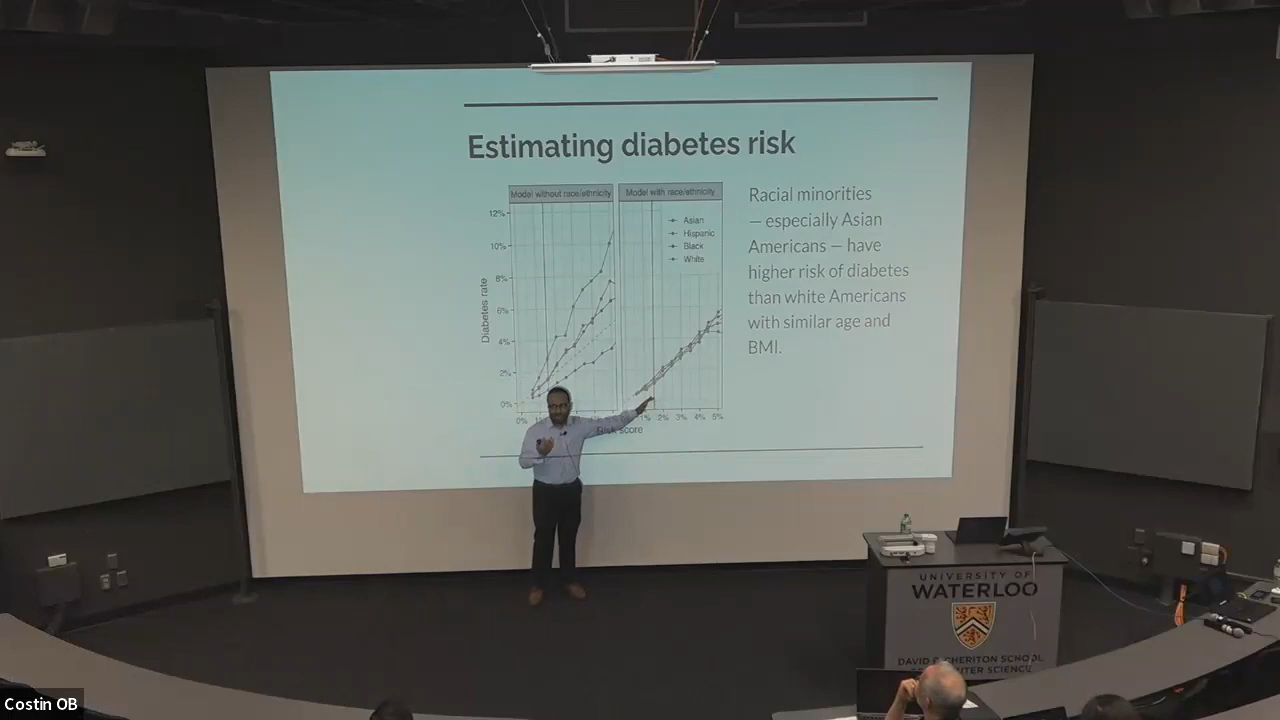 Estimating diabetes risk
Model without race/ethnicity
Model with race/ethnicity
12%
10%
8%
6%
4%
2%
0%
Diabetes rate
Asian
Hispanic
Black
White
0%
1%
2%
3%
4%
5%
Risk score
Racial minorities
— especially Asian
Americans — have
higher risk of diabetes
than white Americans
with similar age and
BMI.
UNIVERSITY OF
WATERLOO
DAVID R. CHERITON SCHOOL
OF COMPUTER SCIENCE
Costin OB